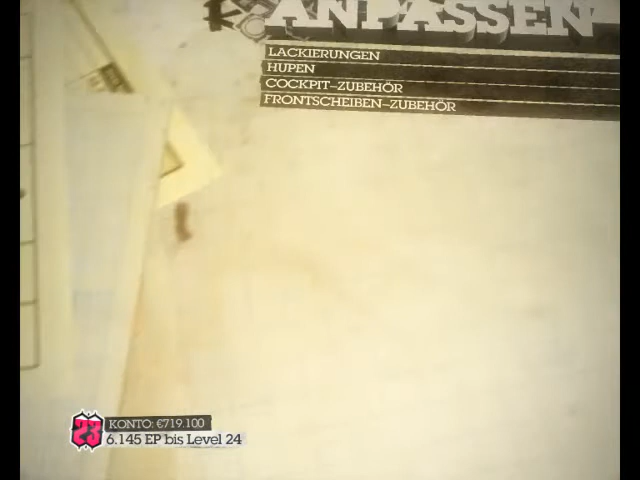 ANPASSEN
LACKIERUNGEN
HUPEN
COCKPIT-ZUBEHÖR
FRONTSCHEIBEN-ZUBEHÖR
23
KONTO: €719.100
6.145 EP bis Level 24